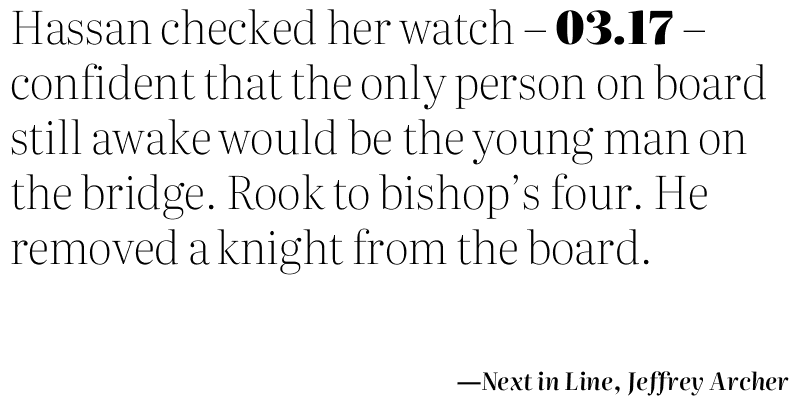 Hassan checked her watch – 03.17 –
confident that the only person on board
still awake would be the young man on
the bridge. Rook to bishop’s four. He
removed a knight from the board.
—Next in Line, Jeffrey Archer